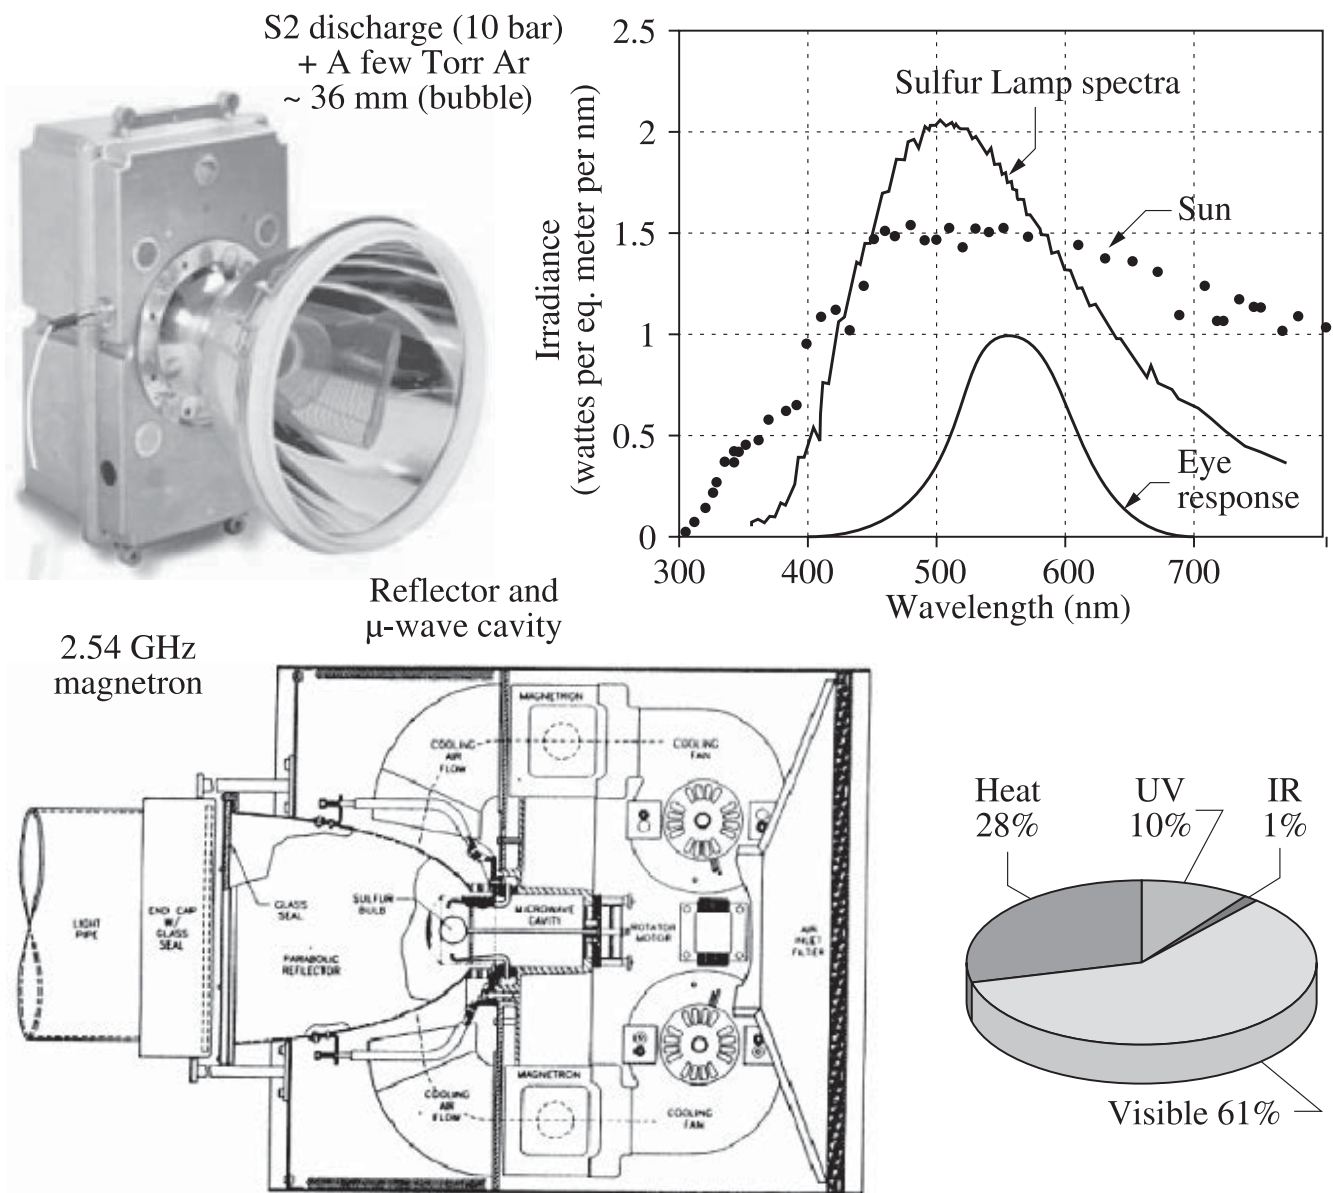 S2 discharge (10 bar)
+ A few Torr Ar
~ 36 mm (bubble)
2.5
2
1.5
1
0.5
0
Irradiance
(wattes per eq. meter per nm)
Sulfur Lamp spectra
Sun
Eye
response
300
400
500
600
700
Wavelength (nm)
Reflector and
μ-wave cavity
2.54 GHz
magnetron
MAGNETRON
COOLING
AIR
FLOW
COOLING
FAN
LIGHT
PIPE
END CAP
W/
GLASS
SEAL
GLASS
SEAL
SULFUR
BULB
MICROWAVE
CAVITY
ROTATOR
MOTOR
AIR
INLET
FILTER
PARABOLIC
REFLECTOR
MAGNETRON
COOLING
AIR
FLOW
COOLING
FAN
Heat
28%
UV
10%
IR
1%
Visible 61%